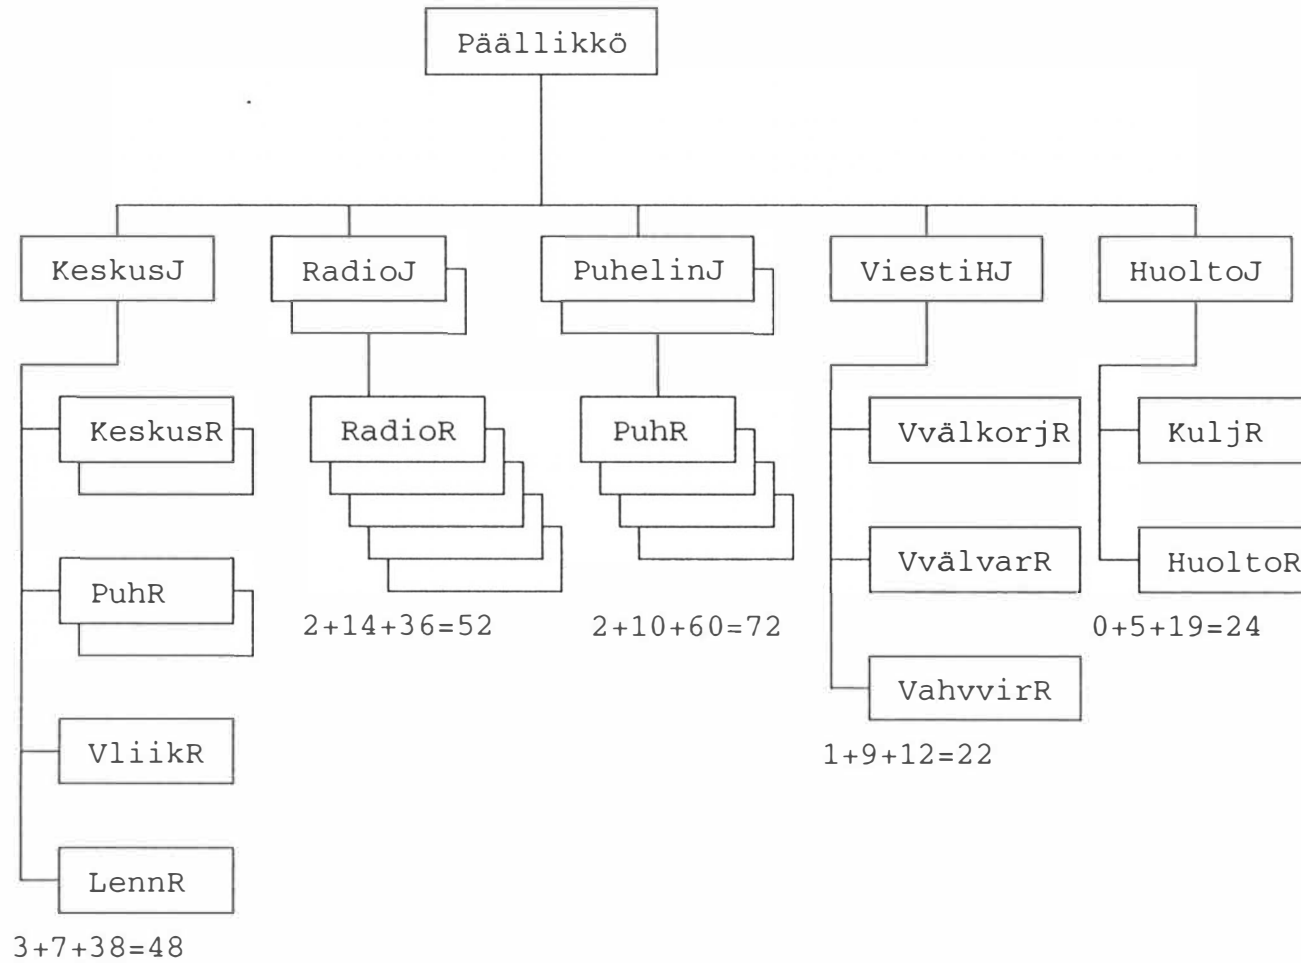 Päällikkö
KeskusJ
RadioJ
PuhelinJ
ViestiHJ
HuoltoJ
KeskusR
RadioR
PuhR
VvälkorjR
KuljR
PuhR
VvälvarR
HuoltoR
2+14+36=52
2+10+60=72
0+5+19=24
VliikR
VahvvirR
1+9+12=22
LennR
3+7+38=48